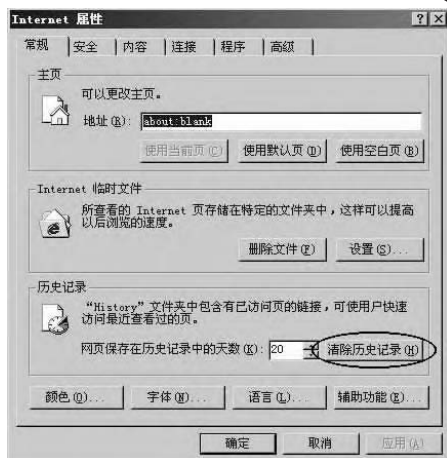 Internet 属性
常规 安全 内容 连接 程序 高级
主页
可以更改主页。
地址(R): about:blank
使用当前页(C) 使用默认页(D) 使用空白页(B)
Internet 临时文件
所查看的 Internet 页存储在特定的文件夹中，这样可以提高
以后浏览的速度。
删除文件(F) 设置(S)...
历史记录
“History”文件夹中包含有已访问页的链接，可使用户快速
访问最近查看过的页。
网页保存在历史记录中的天数(K): 20 清除历史记录(H)
颜色(O)... 字体(N)... 语言(L)... 辅助功能(E)...
确定 取消 应用(A)